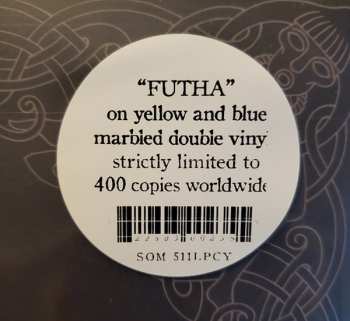 “FUTHA”
on yellow and blue
marbled double vinyl
strictly limited to
400 copies worldwide
SOM 511LPCY